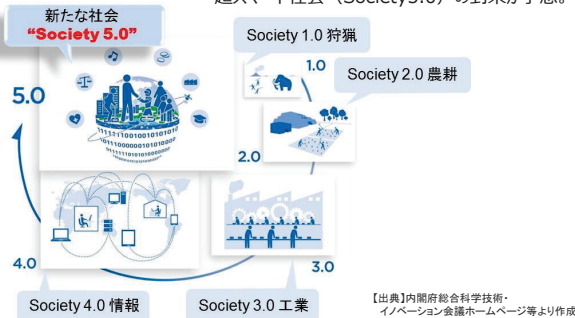 超スマート社会（Society5.0）の到来が予想。
新たな社会
“Society 5.0”
Society 1.0 狩猟
1.0
Society 2.0 農耕
5.0
2.0
4.0
3.0
Society 4.0 情報
Society 3.0 工業
【出典】内閣府総合科学技術・
イノベーション会議ホームページ等より作成